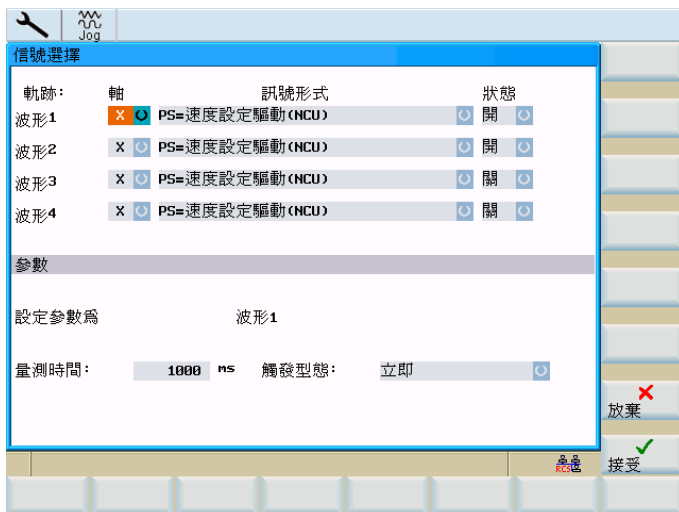 Jog
信號選擇
軌跡: 軸 訊號形式 狀態
波形1 X PS=速度設定驅動(NCU) 開
波形2 X PS=速度設定驅動(NCU) 開
波形3 X PS=速度設定驅動(NCU) 關
波形4 X PS=速度設定驅動(NCU) 關
參數
設定參數爲 波形1
量測時間: 1000 ms 觸發型態: 立即
放棄
RCS
接受